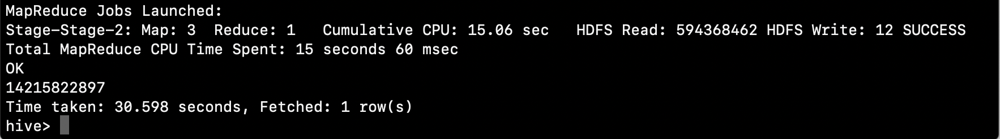 MapReduce Jobs Launched:
Stage-Stage-2: Map: 3  Reduce: 1   Cumulative CPU: 15.06 sec   HDFS Read: 594368462 HDFS Write: 12 SUCCESS
Total MapReduce CPU Time Spent: 15 seconds 60 msec
OK
14215822897
Time taken: 30.598 seconds, Fetched: 1 row(s)
hive>